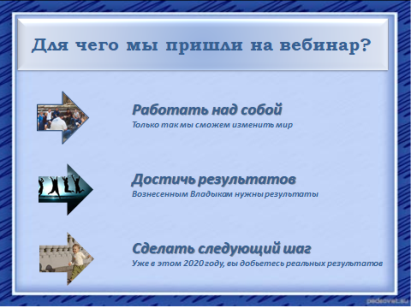 Для чего мы пришли на вебинар?
Работать над собой
Только так мы сможем изменить мир
Достичь результатов
Вознесенным Владыкам нужны результаты
Сделать следующий шаг
Уже в этом 2020 году, вы добьетесь реальных результатов
pedsovet.su